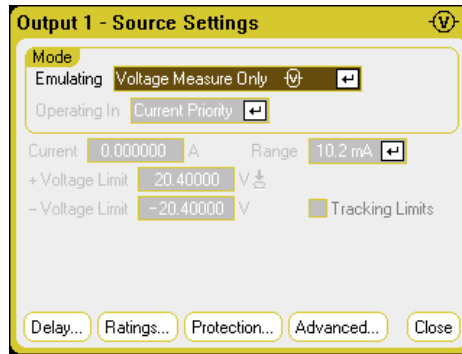 Output 1 - Source Settings
Mode
Emulating Voltage Measure Only
Operating In Current Priority
Current 0.000000 A Range 10.2 mA
+ Voltage Limit 20.40000 V
- Voltage Limit -20.40000 V Tracking Limits
Delay... Ratings... Protection... Advanced... Close